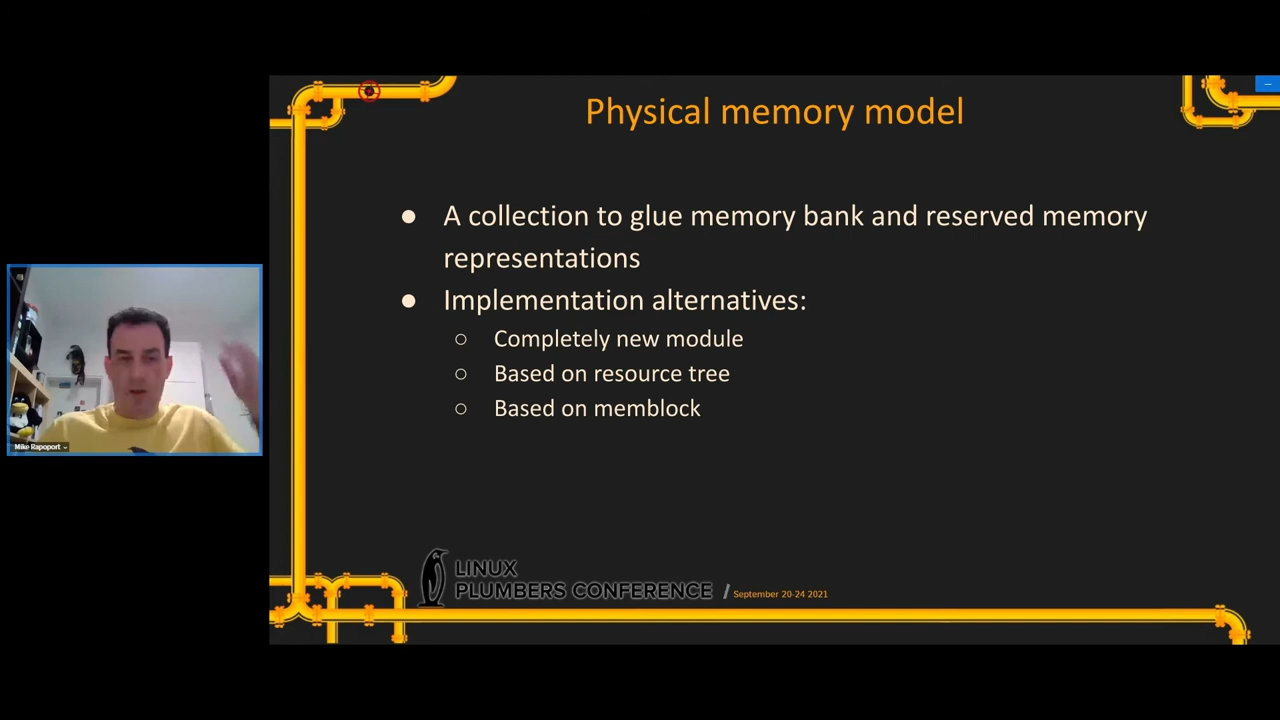 Physical memory model
● A collection to glue memory bank and reserved memory
representations
● Implementation alternatives:
○ Completely new module
○ Based on resource tree
○ Based on memblock
Mike Rapoport
LINUX
PLUMBERS CONFERENCE / September 20-24 2021